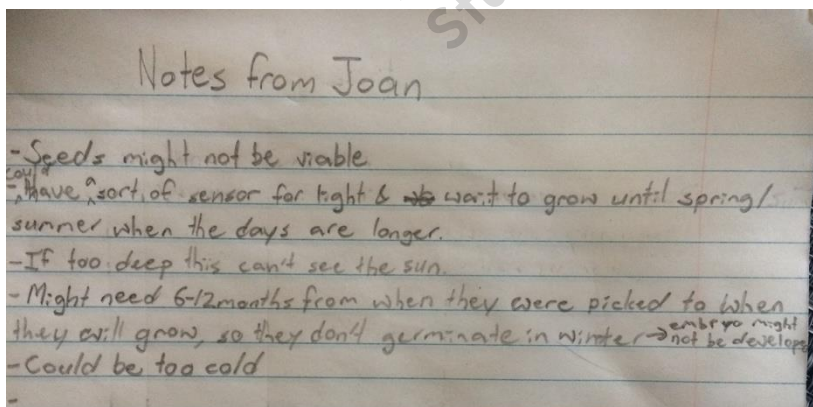 Notes from Joan
- Seeds might not be viable
- could have a sort of sensor for light & wait to grow until spring/
summer when the days are longer.
- If too deep this can't see the sun.
- Might need 6-12 months from when they were picked to when
they will grow, so they don't germinate in winter → embryo might not be develope
- Could be too cold
-